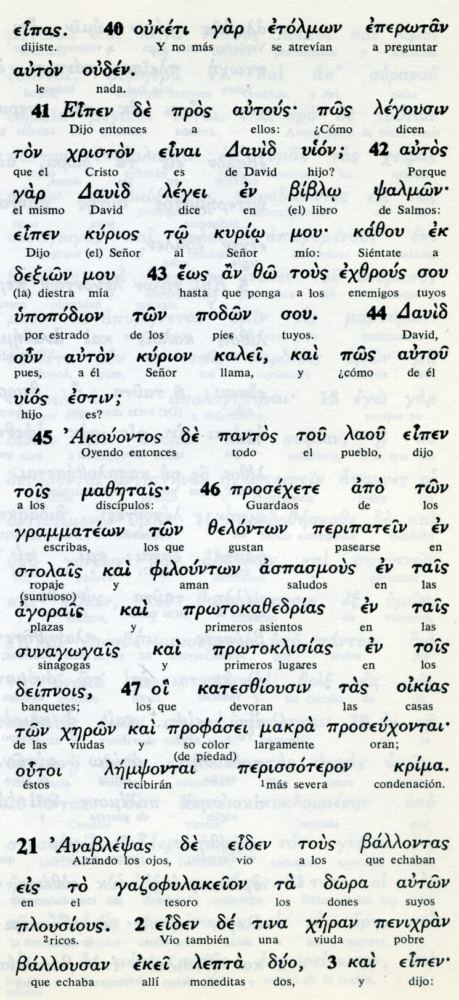 εἶπας. 40 οὐκέτι γὰρ ἐτόλμων ἐπερωτᾶν
dijiste. Y no más se atrevían a preguntar
αὐτὸν οὐδέν.
le nada.
41 Εἶπεν δὲ πρὸς αὐτούς· πῶς λέγουσιν
Dijo entonces a ellos: ¿Cómo dicen
τὸν χριστὸν εἶναι Δαυὶδ υἱόν; 42 αὐτὸς
que el Cristo es de David hijo? Porque
γὰρ Δαυὶδ λέγει ἐν βίβλῳ ψαλμῶν·
el mismo David dice en (el) libro de Salmos:
εἶπεν κύριος τῷ κυρίῳ μου· κάθου ἐκ
Dijo (el) Señor al Señor mío: Siéntate a
δεξιῶν μου 43 ἕως ἂν θῶ τοὺς ἐχθρούς σου
(la) diestra mía, hasta que ponga a los enemigos tuyos
ὑποπόδιον τῶν ποδῶν σου. 44 Δαυὶδ
por estrado de los pies tuyos. David,
οὖν αὐτὸν κύριον καλεῖ, καὶ πῶς αὐτοῦ
pues, a él Señor llama, y ¿cómo de él
υἱός ἐστιν;
hijo es?
45 Ἀκούοντος δὲ παντὸς τοῦ λαοῦ εἶπεν
Oyendo entonces todo el pueblo, dijo
τοῖς μαθηταῖς· 46 προσέχετε ἀπὸ τῶν
a los discípulos: Guardaos de los
γραμματέων τῶν θελόντων περιπατεῖν ἐν
escribas, los que gustan pasearse en
στολαῖς καὶ φιλούντων ἀσπασμοὺς ἐν ταῖς
ropaje y aman saludos en las
(suntuoso)
ἀγοραῖς καὶ πρωτοκαθεδρίας ἐν ταῖς
plazas y primeros asientos en las
συναγωγαῖς καὶ πρωτοκλισίας ἐν τοῖς
sinagogas y primeros lugares en los
δείπνοις, 47 οἳ κατεσθίουσιν τὰς οἰκίας
banquetes; los que devoran las casas
τῶν χηρῶν καὶ προφάσει μακρὰ προσεύχονται·
de las viudas y so color largamente oran;
(de piedad)
οὗτοι λήμψονται περισσότερον κρίμα.
éstos recibirán ¹más severa condenación.
21 Ἀναβλέψας δὲ εἶδεν τοὺς βάλλοντας
Alzando los ojos, vio a los que echaban
εἰς τὸ γαζοφυλακεῖον τὰ δῶρα αὐτῶν
en el tesoro los dones suyos
πλουσίους. 2 εἶδεν δέ τινα χήραν πενιχρὰν
²ricos. Vio también una viuda pobre
βάλλουσαν ἐκεῖ λεπτὰ δύο, 3 καὶ εἶπεν·
que echaba allí moneditas dos, y dijo: